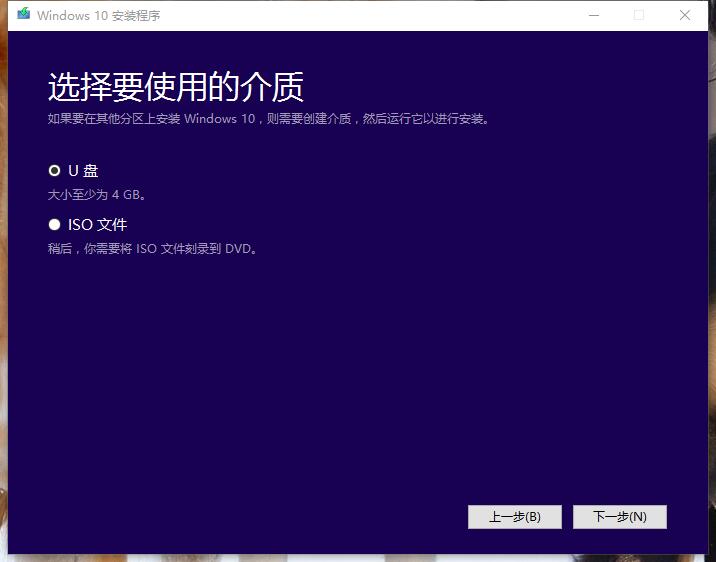 Windows 10 安装程序
选择要使用的介质
如果要在其他分区上安装 Windows 10，则需要创建介质，然后运行它以进行安装。
U 盘
大小至少为 4 GB。
ISO 文件
稍后，你需要将 ISO 文件刻录到 DVD。
上一步(B) 下一步(N)